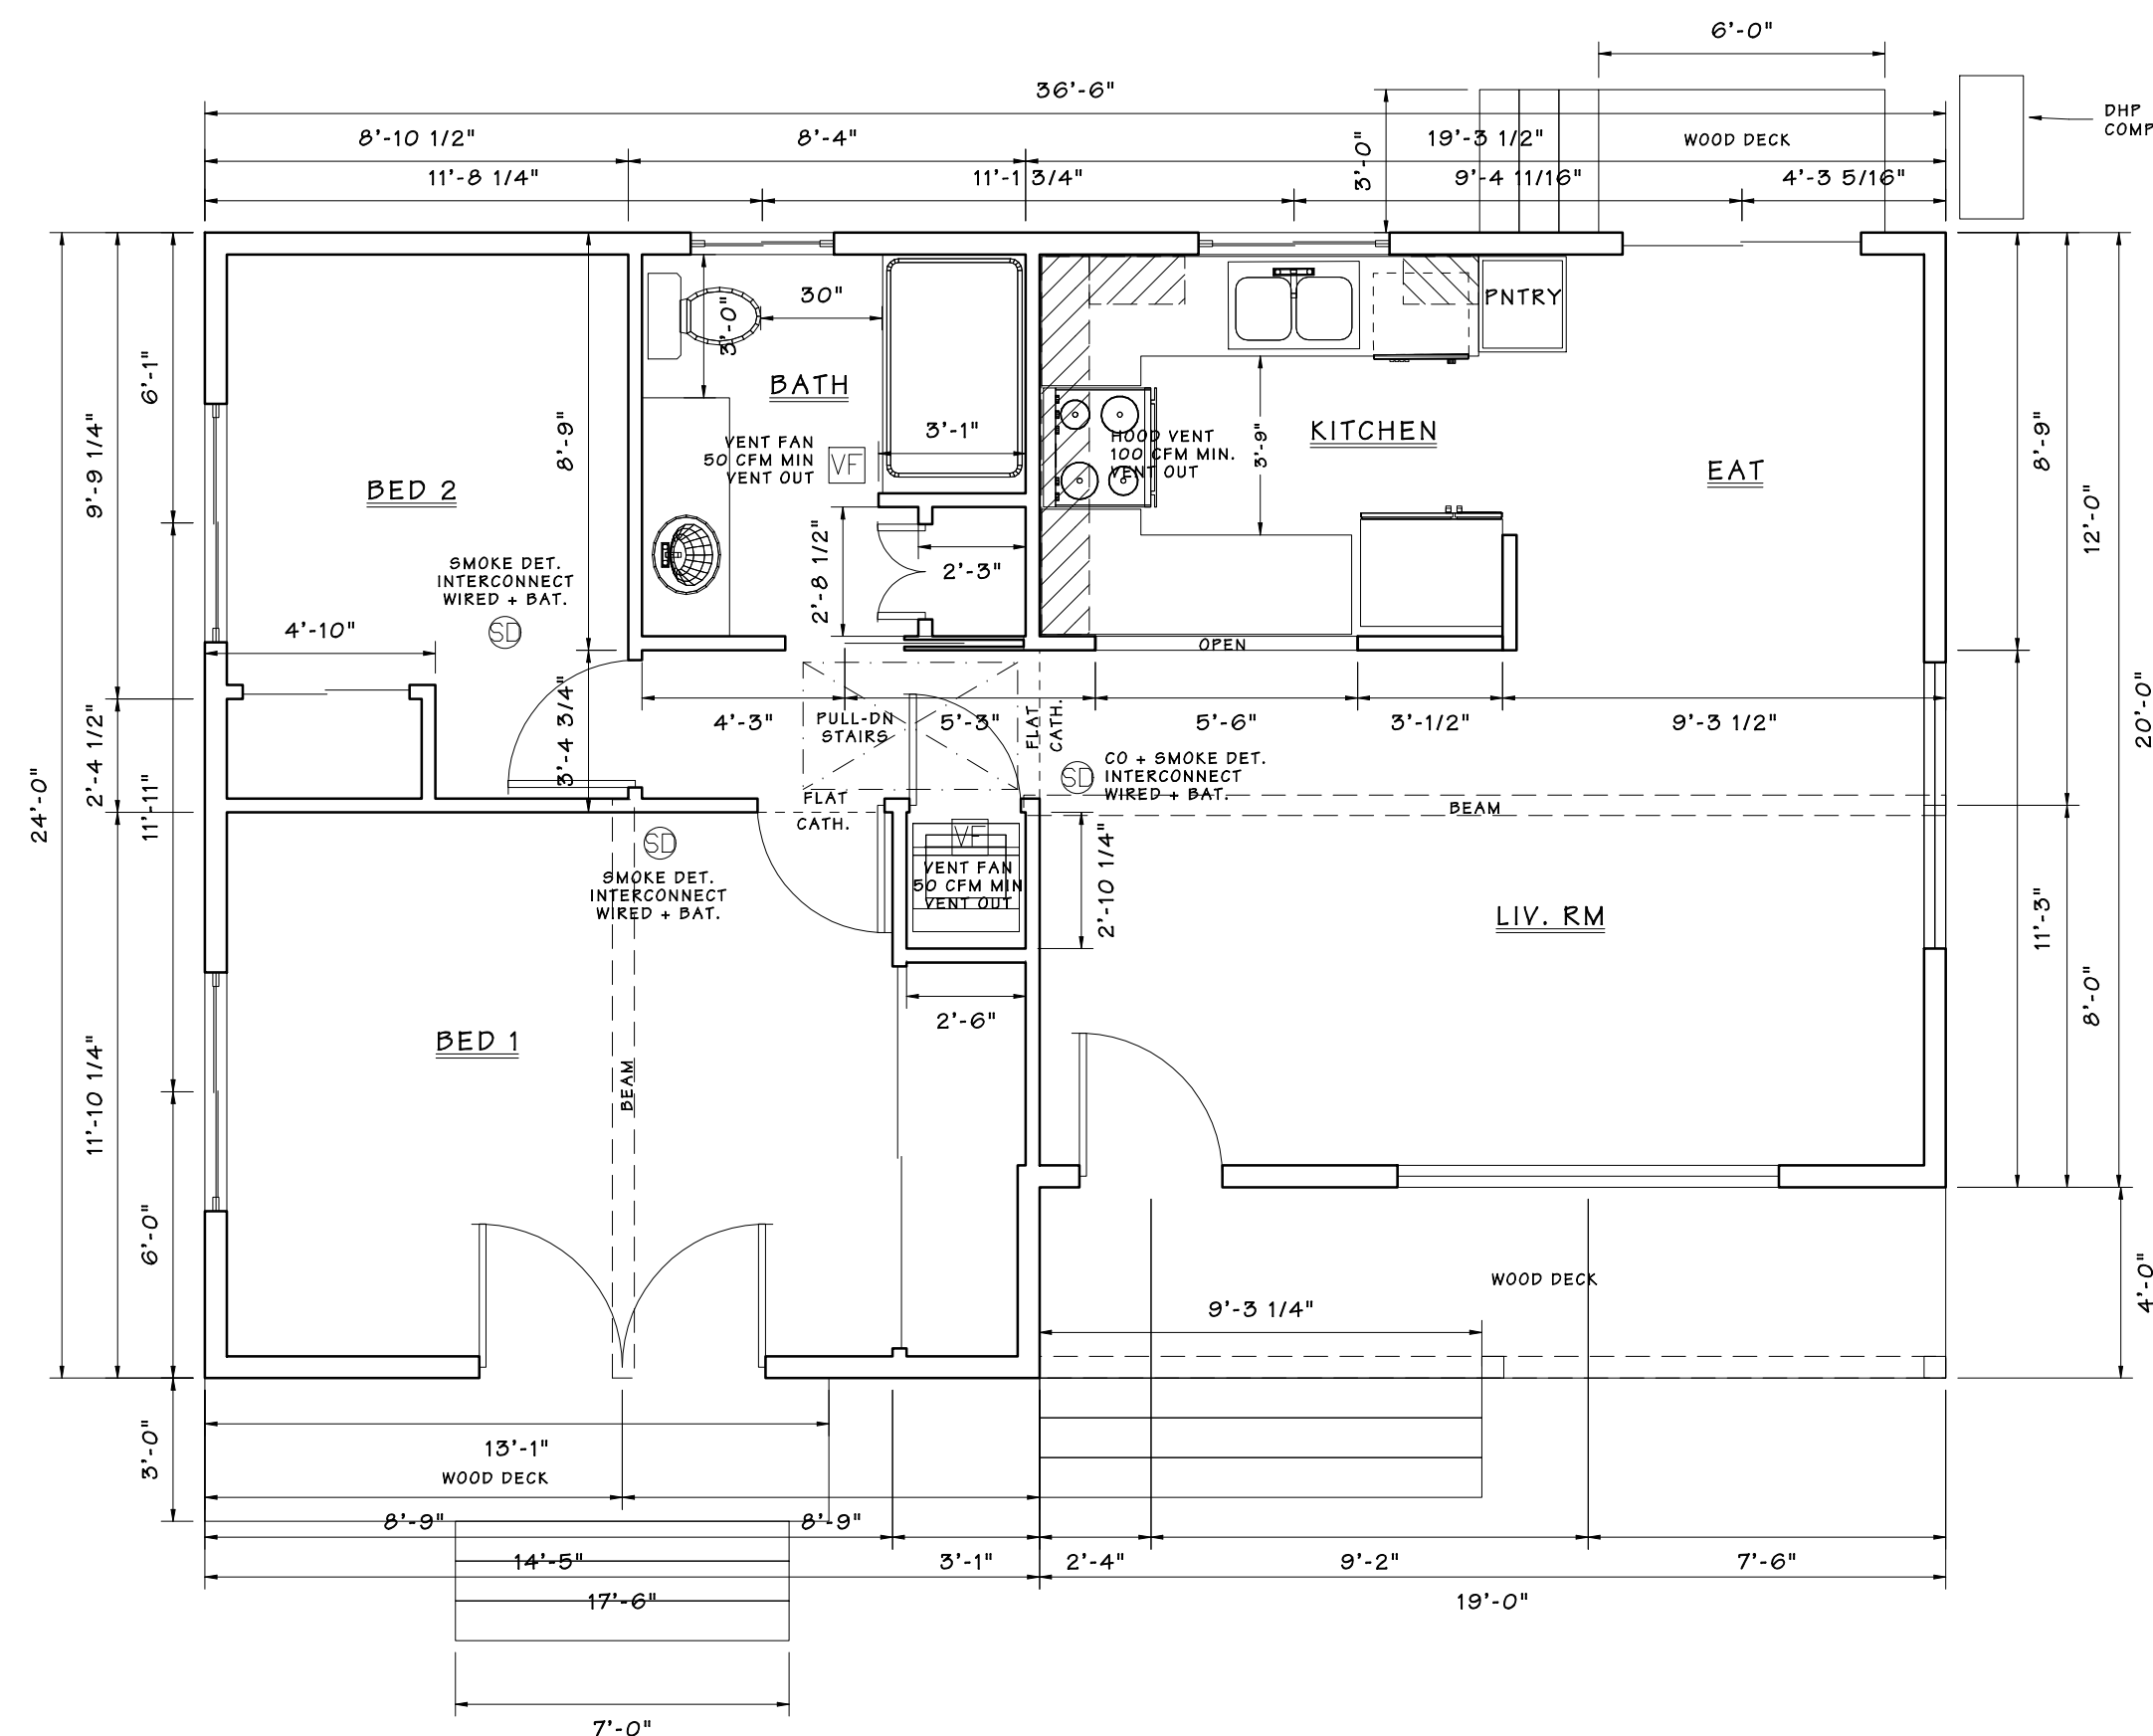 6'-0"
36'-6"
DHP
COMP
8'-10 1/2"
8'-4"
19'-3 1/2"
WOOD DECK
3'-0"
11'-8 1/4"
11'-1 3/4"
9'-4 11/16"
4'-3 5/16"
30"
3'-0"
PNTRY
6'-1"
BATH
9'-9 1/4"
8'-9"
3'-1"
VENT FAN
50 CFM MIN
VENT OUT
VF
HOOD VENT
100 CFM MIN.
VENT OUT
3'-9"
KITCHEN
EAT
8'-9"
12'-0"
BED 2
SMOKE DET.
INTERCONNECT
WIRED + BAT.
SD
2'-8 1/2"
2'-3"
4'-10"
OPEN
20'-0"
2'-4 1/2"
3'-4 3/4"
4'-3"
PULL-DN
STAIRS
5'-3"
FLAT
CATH.
5'-6"
3'-1/2"
9'-3 1/2"
24'-0"
11'-11"
SD
CO + SMOKE DET.
INTERCONNECT
WIRED + BAT.
FLAT
CATH.
BEAM
SD
SMOKE DET.
INTERCONNECT
WIRED + BAT.
VF
VENT FAN
50 CFM MIN
VENT OUT
2'-10 1/4"
LIV. RM
11'-3"
8'-0"
2'-6"
BED 1
BEAM
11'-10 1/4"
6'-0"
WOOD DECK
4'-0"
9'-3 1/4"
3'-0"
13'-1"
WOOD DECK
8'-9"
8'-9"
14'-5"
3'-1"
2'-4"
9'-2"
7'-6"
17'-6"
19'-0"
7'-0"